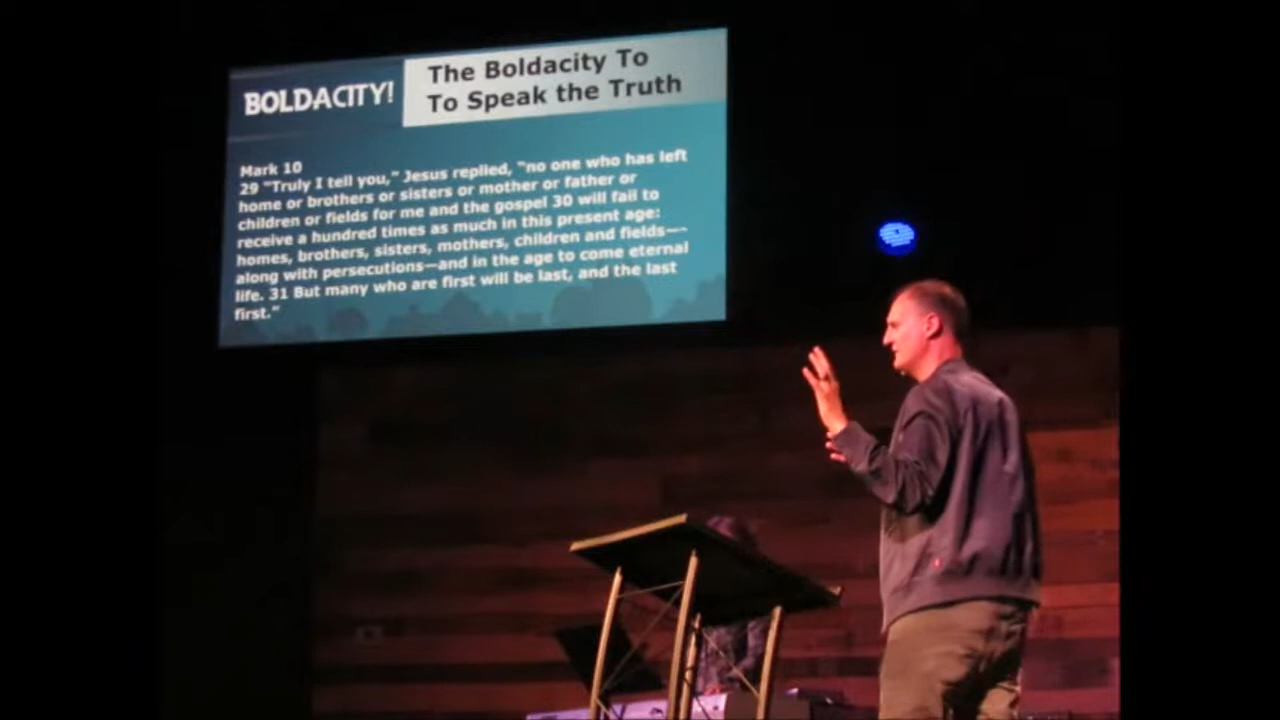 BOLDACITY!
The Boldacity To
To Speak the Truth
Mark 10
29 "Truly I tell you," Jesus replied, "no one who has left
home or brothers or sisters or mother or father or
children or fields for me and the gospel 30 will fail to
receive a hundred times as much in this present age:
homes, brothers, sisters, mothers, children and fields—-
along with persecutions—and in the age to come eternal
life. 31 But many who are first will be last, and the last
first."